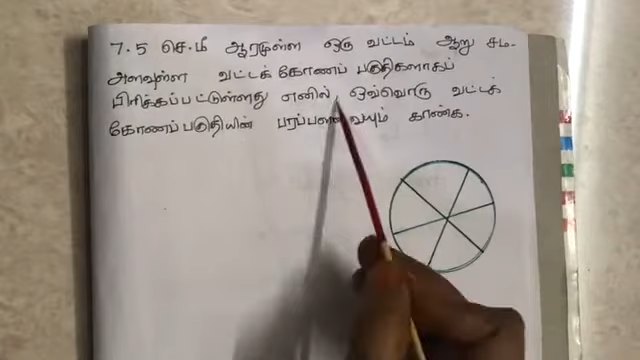 7.5 செ.மீ ஆரமுள்ள ஒரு வட்டம் ஆறு சம-
அளவுள்ள வட்டக் கோணப் பகுதிகளாகப்
பிரிக்கப்பட்டுள்ளது எனில், ஒவ்வொரு வட்டக்
கோணப் பகுதியின் பரப்பளவையும் காண்க.